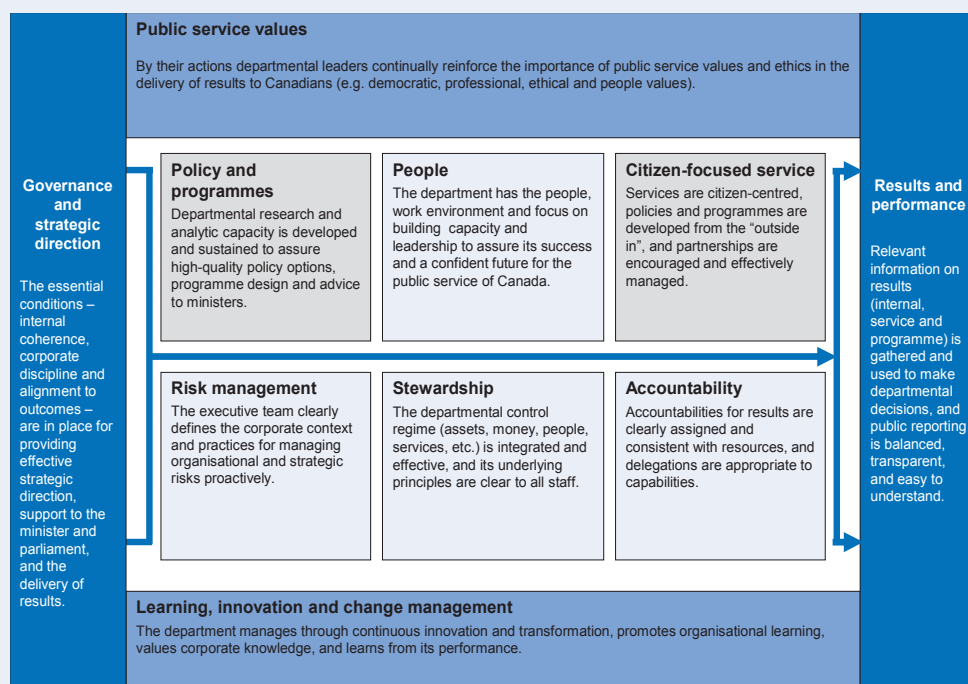 Public service values
By their actions departmental leaders continually reinforce the importance of public service values and ethics in the
delivery of results to Canadians (e.g. democratic, professional, ethical and people values).
Governance
and
strategic
direction
The essential
conditions –
internal
coherence,
corporate
discipline and
alignment to
outcomes –
are in place for
providing
effective
strategic
direction,
support to the
minister and
parliament,
and the
delivery of
results.
Policy and
programmes
Departmental research and
analytic capacity is developed
and sustained to assure
high-quality policy options,
programme design and advice
to ministers.
People
The department has the people,
work environment and focus on
building capacity and
leadership to assure its success
and a confident future for the
public service of Canada.
Citizen-focused service
Services are citizen-centred,
policies and programmes are
developed from the “outside
in”, and partnerships are
encouraged and effectively
managed.
Risk management
The executive team clearly
defines the corporate context
and practices for managing
organisational and strategic
risks proactively.
Stewardship
The departmental control
regime (assets, money, people,
services, etc.) is integrated and
effective, and its underlying
principles are clear to all staff.
Accountability
Accountabilities for results are
clearly assigned and
consistent with resources, and
delegations are appropriate to
capabilities.
Results and
performance
Relevant
information on
results
(internal,
service and
programme) is
gathered and
used to make
departmental
decisions, and
public reporting
is balanced,
transparent,
and easy to
understand.
Learning, innovation and change management
The department manages through continuous innovation and transformation, promotes organisational learning,
values corporate knowledge, and learns from its performance.